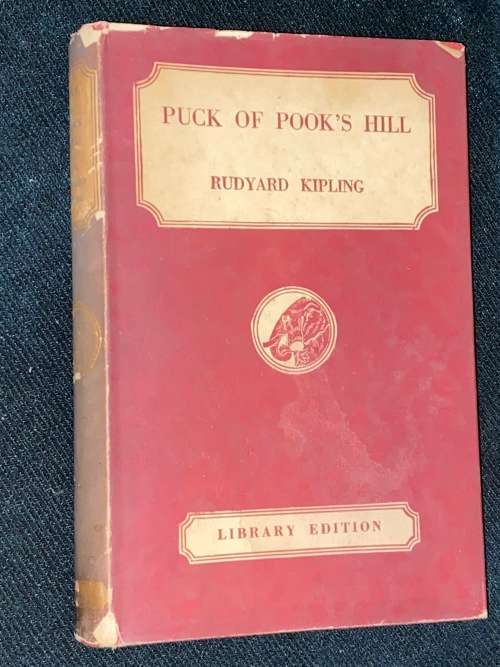 PUCK OF POOK'S HILL
RUDYARD KIPLING
LIBRARY EDITION